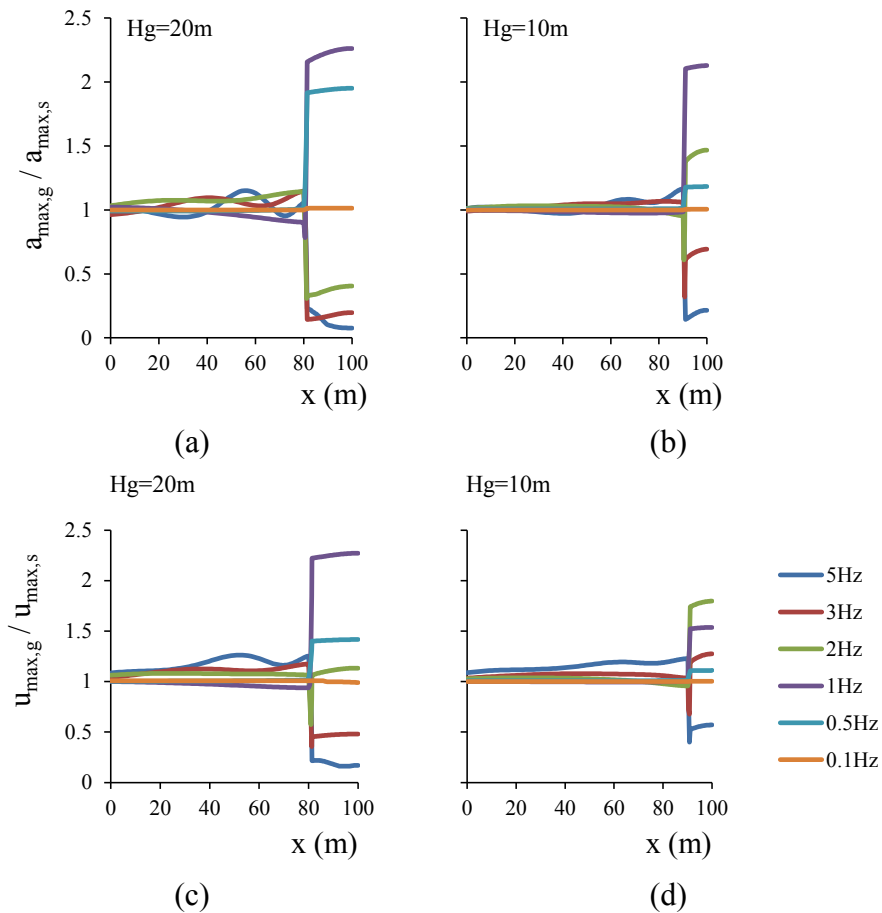 Hg=20m
a_max,g / a_max,s
2.5
2
1.5
1
0.5
0
0 20 40 60 80 100
x (m)
(a)
Hg=10m
0 20 40 60 80 100
x (m)
(b)
Hg=20m
u_max,g / u_max,s
2.5
2
1.5
1
0.5
0
0 20 40 60 80 100
x (m)
(c)
Hg=10m
0 20 40 60 80 100
x (m)
(d)
5Hz
3Hz
2Hz
1Hz
0.5Hz
0.1Hz